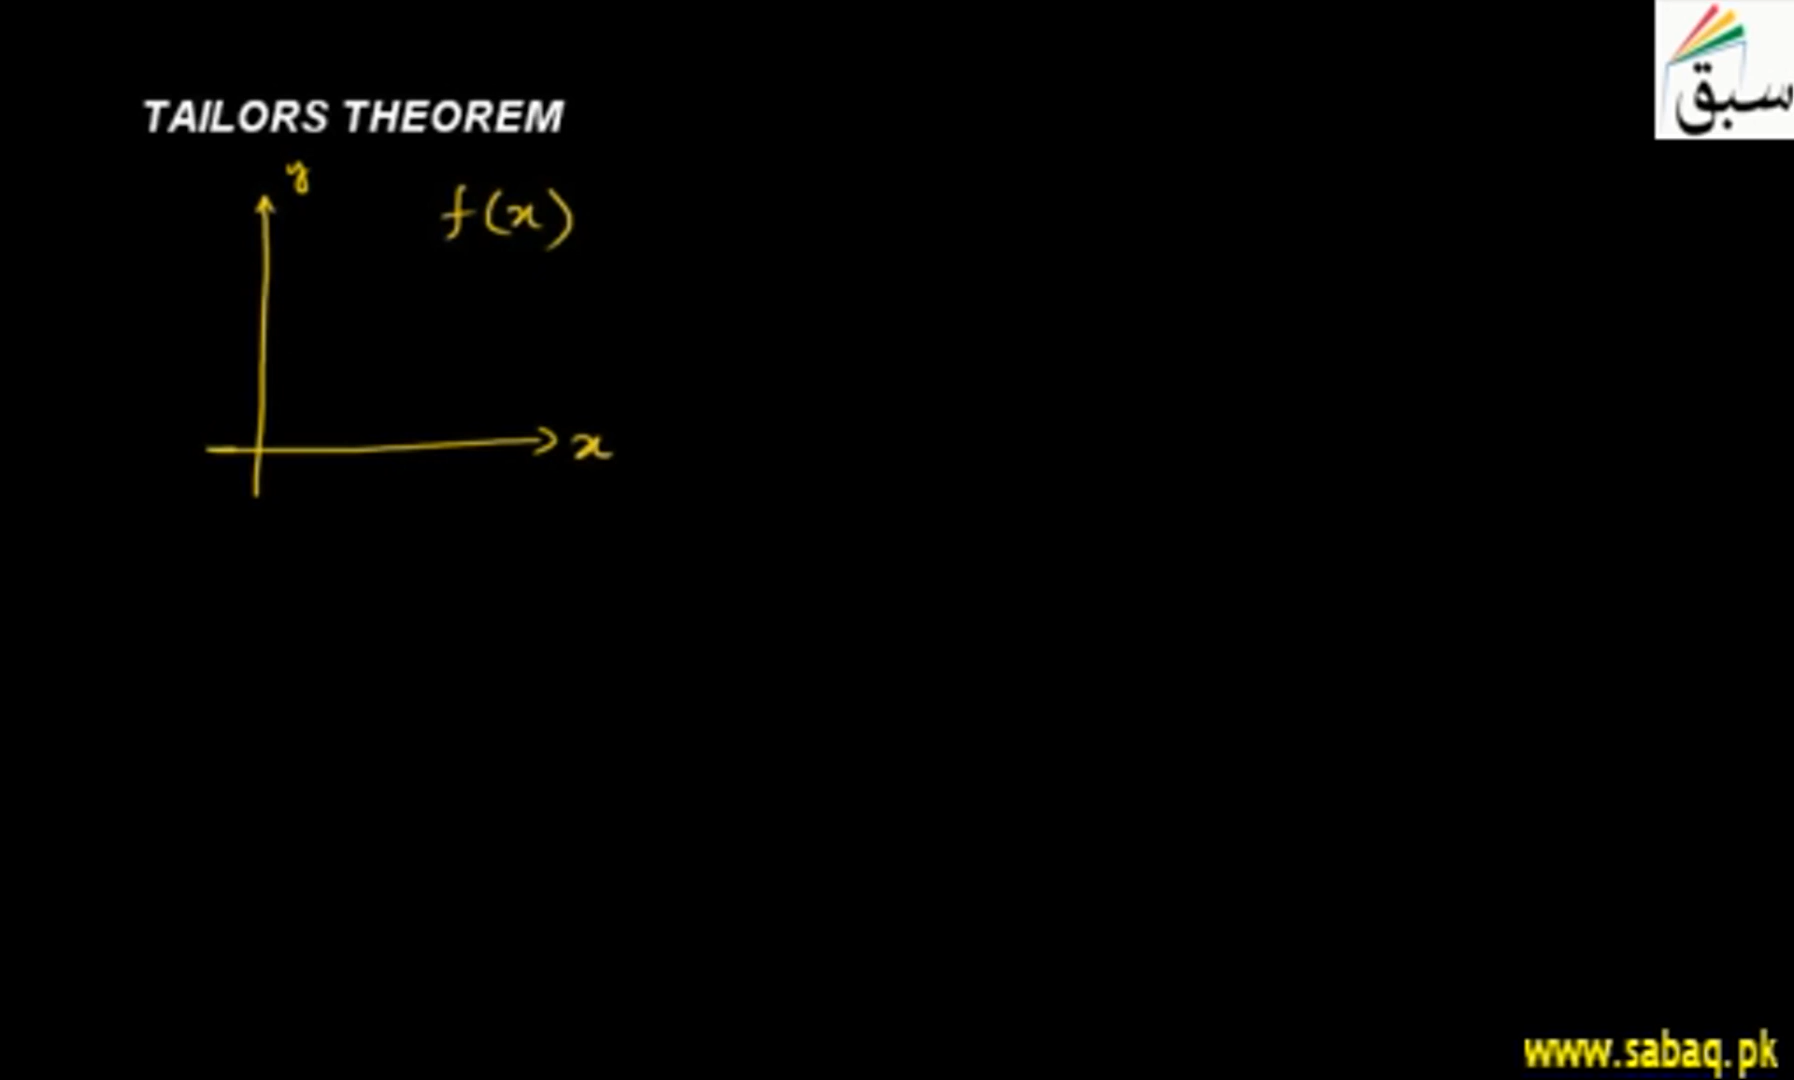 سبق
TAILORS THEOREM
y
f(x)
x
www.sabaq.pk